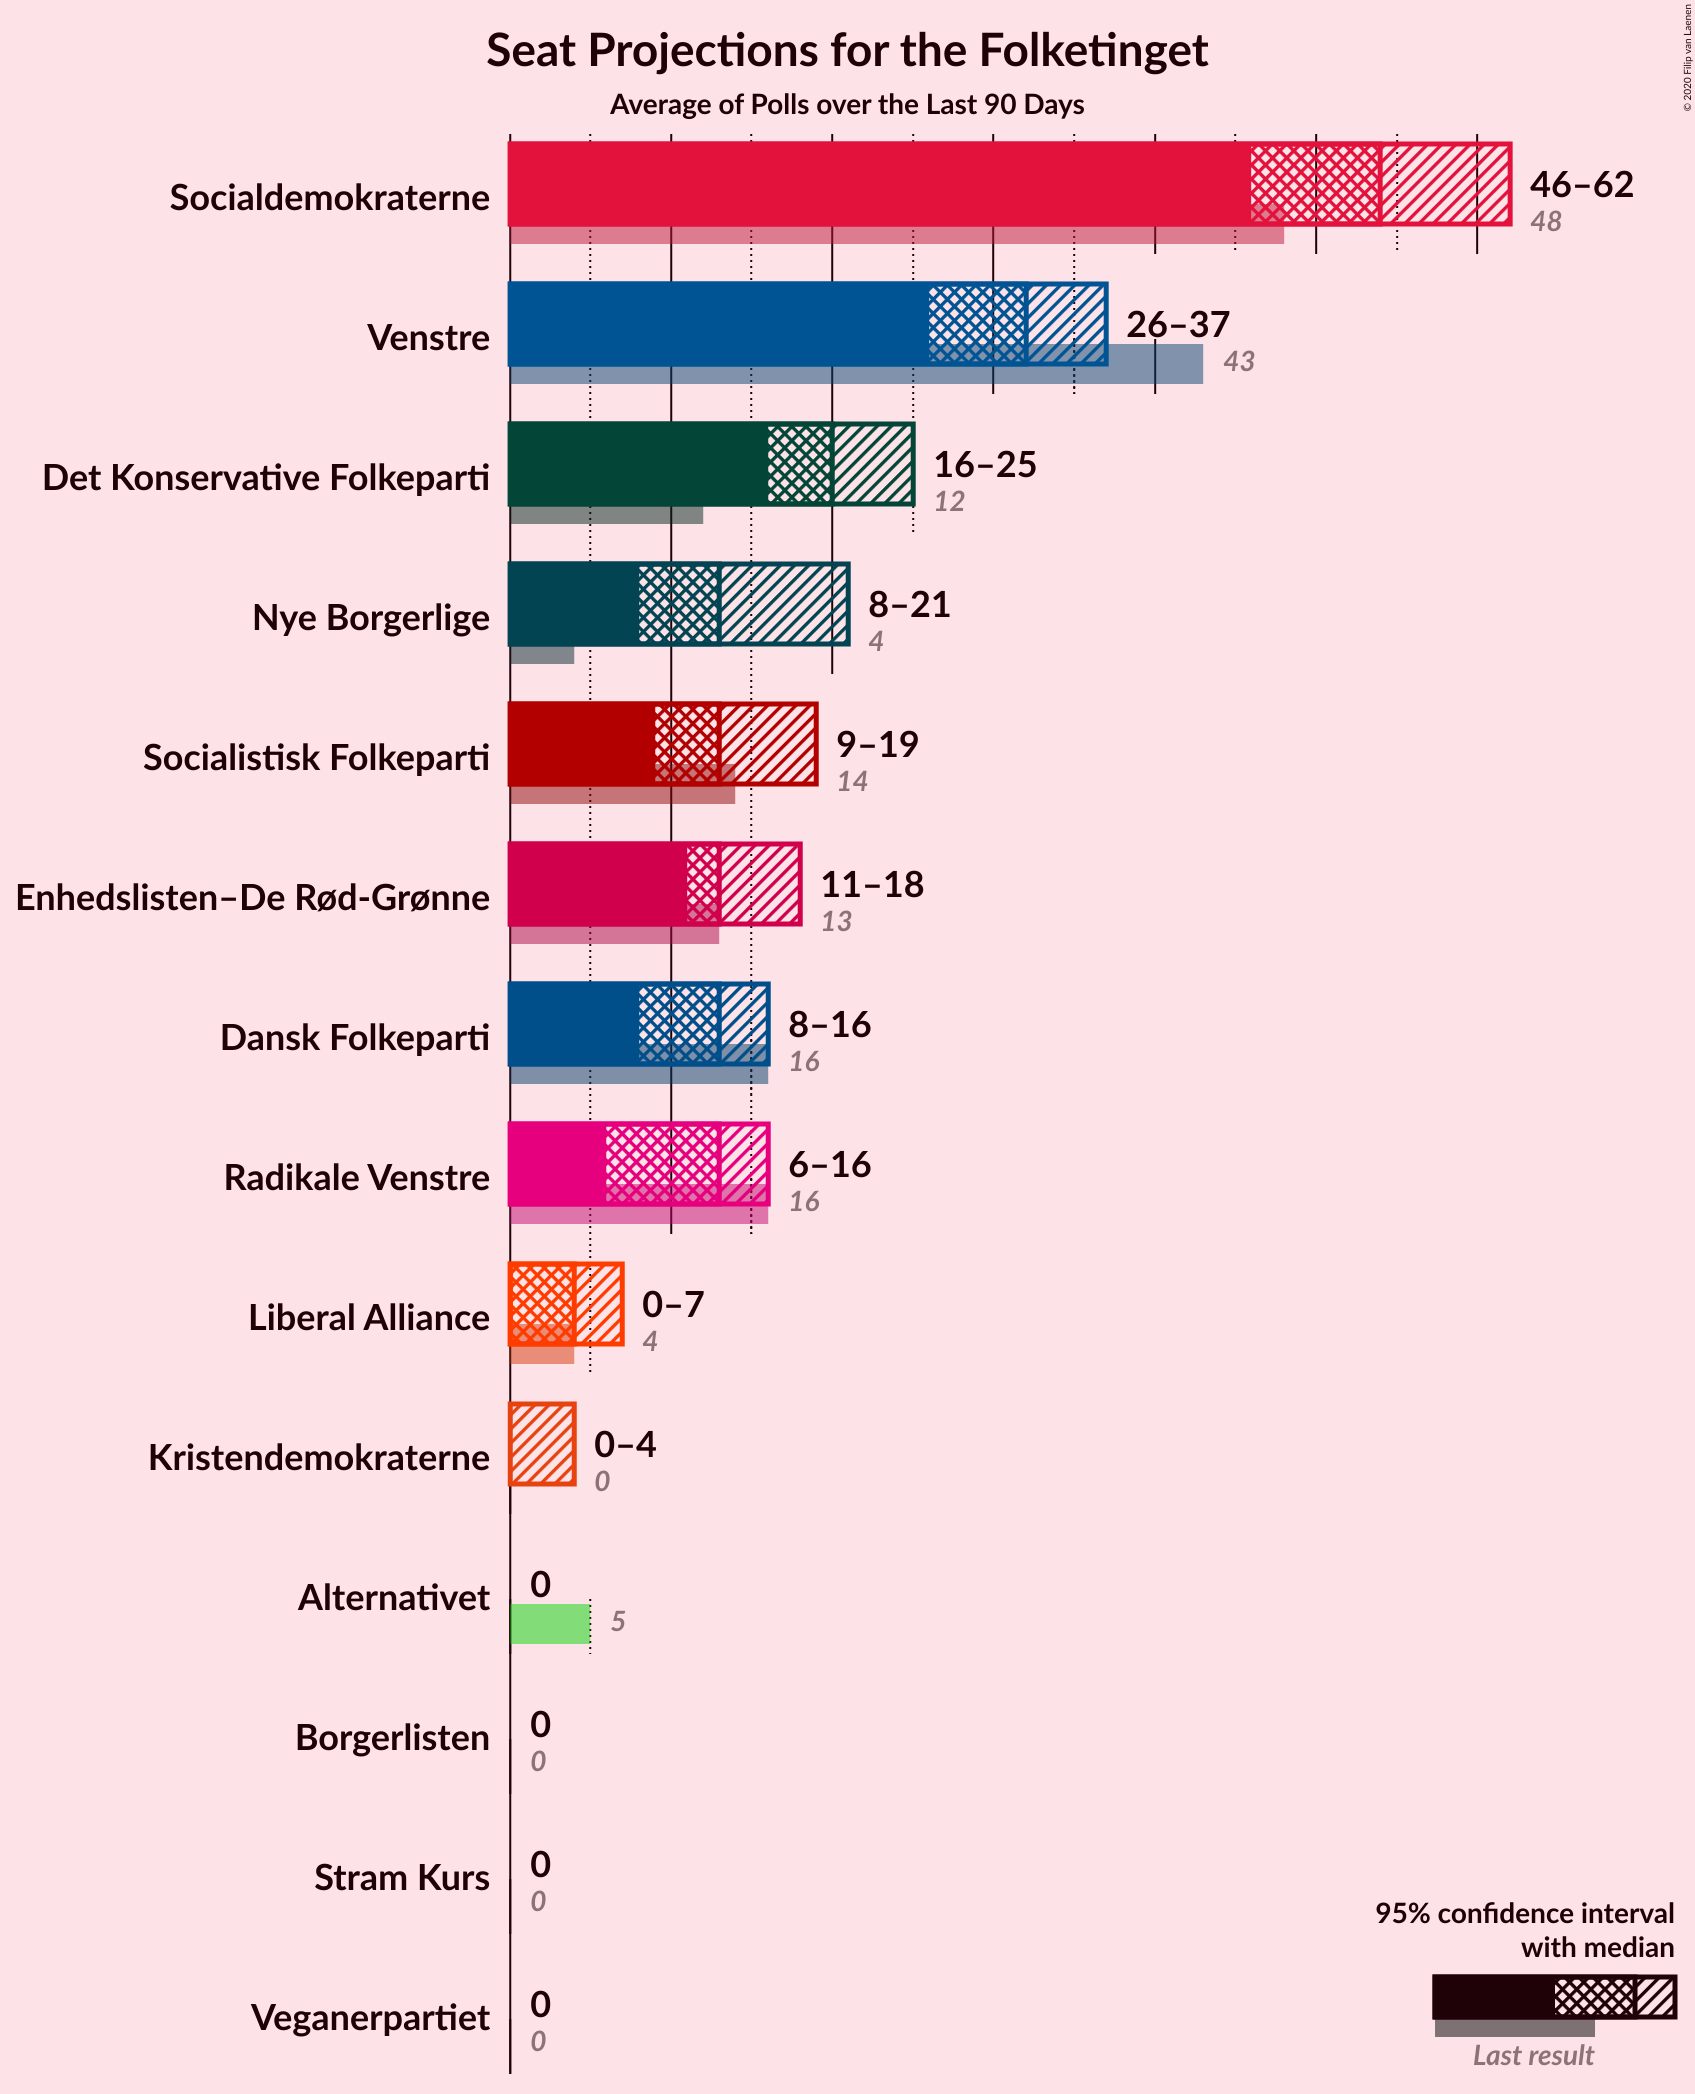 Seat Projections for the Folketinget
Average of Polls over the Last 90 Days
© 2020 Filip van Laenen
Socialdemokraterne
46–62
48
Venstre
26–37
43
Det Konservative Folkeparti
16–25
12
Nye Borgerlige
8–21
4
Socialistisk Folkeparti
9–19
14
Enhedslisten–De Rød-Grønne
11–18
13
Dansk Folkeparti
8–16
16
Radikale Venstre
6–16
16
Liberal Alliance
0–7
4
Kristendemokraterne
0–4
0
Alternativet
0
5
Borgerlisten
0
0
Stram Kurs
0
0
Veganerpartiet
0
0
95% confidence interval
with median
Last result